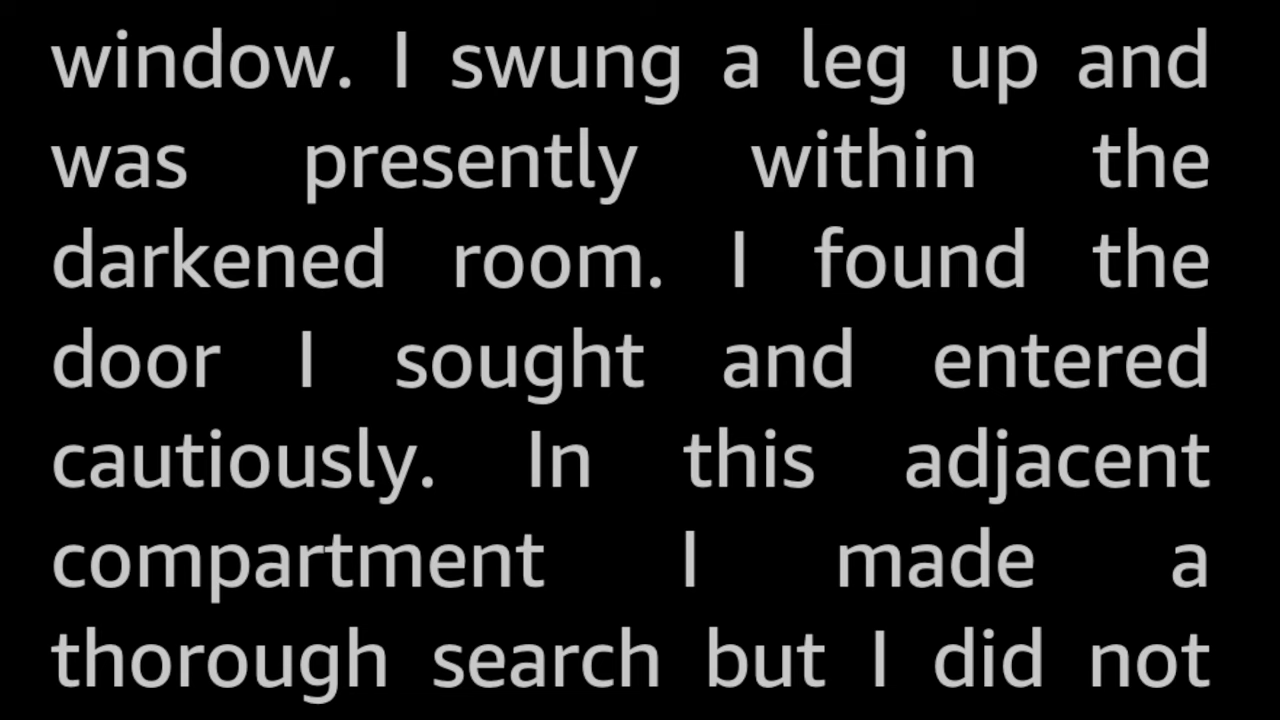 window. I swung a leg up and
was presently within the
darkened room. I found the
door I sought and entered
cautiously. In this adjacent
compartment I made a
thorough search but I did not